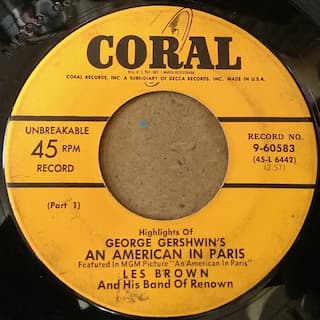 CORAL
CORAL RECORDS, INC. A SUBSIDIARY OF DECCA RECORDS, INC. MADE IN U.S.A.
UNBREAKABLE
45 RPM
RECORD
RECORD NO.
9-60583
(45-L 6442)
(2:57)
(Part 1)
Highlights Of
GEORGE GERSHWIN'S
AN AMERICAN IN PARIS
Featured in MGM Picture "An American In Paris"
LES BROWN
And His Band Of Renown